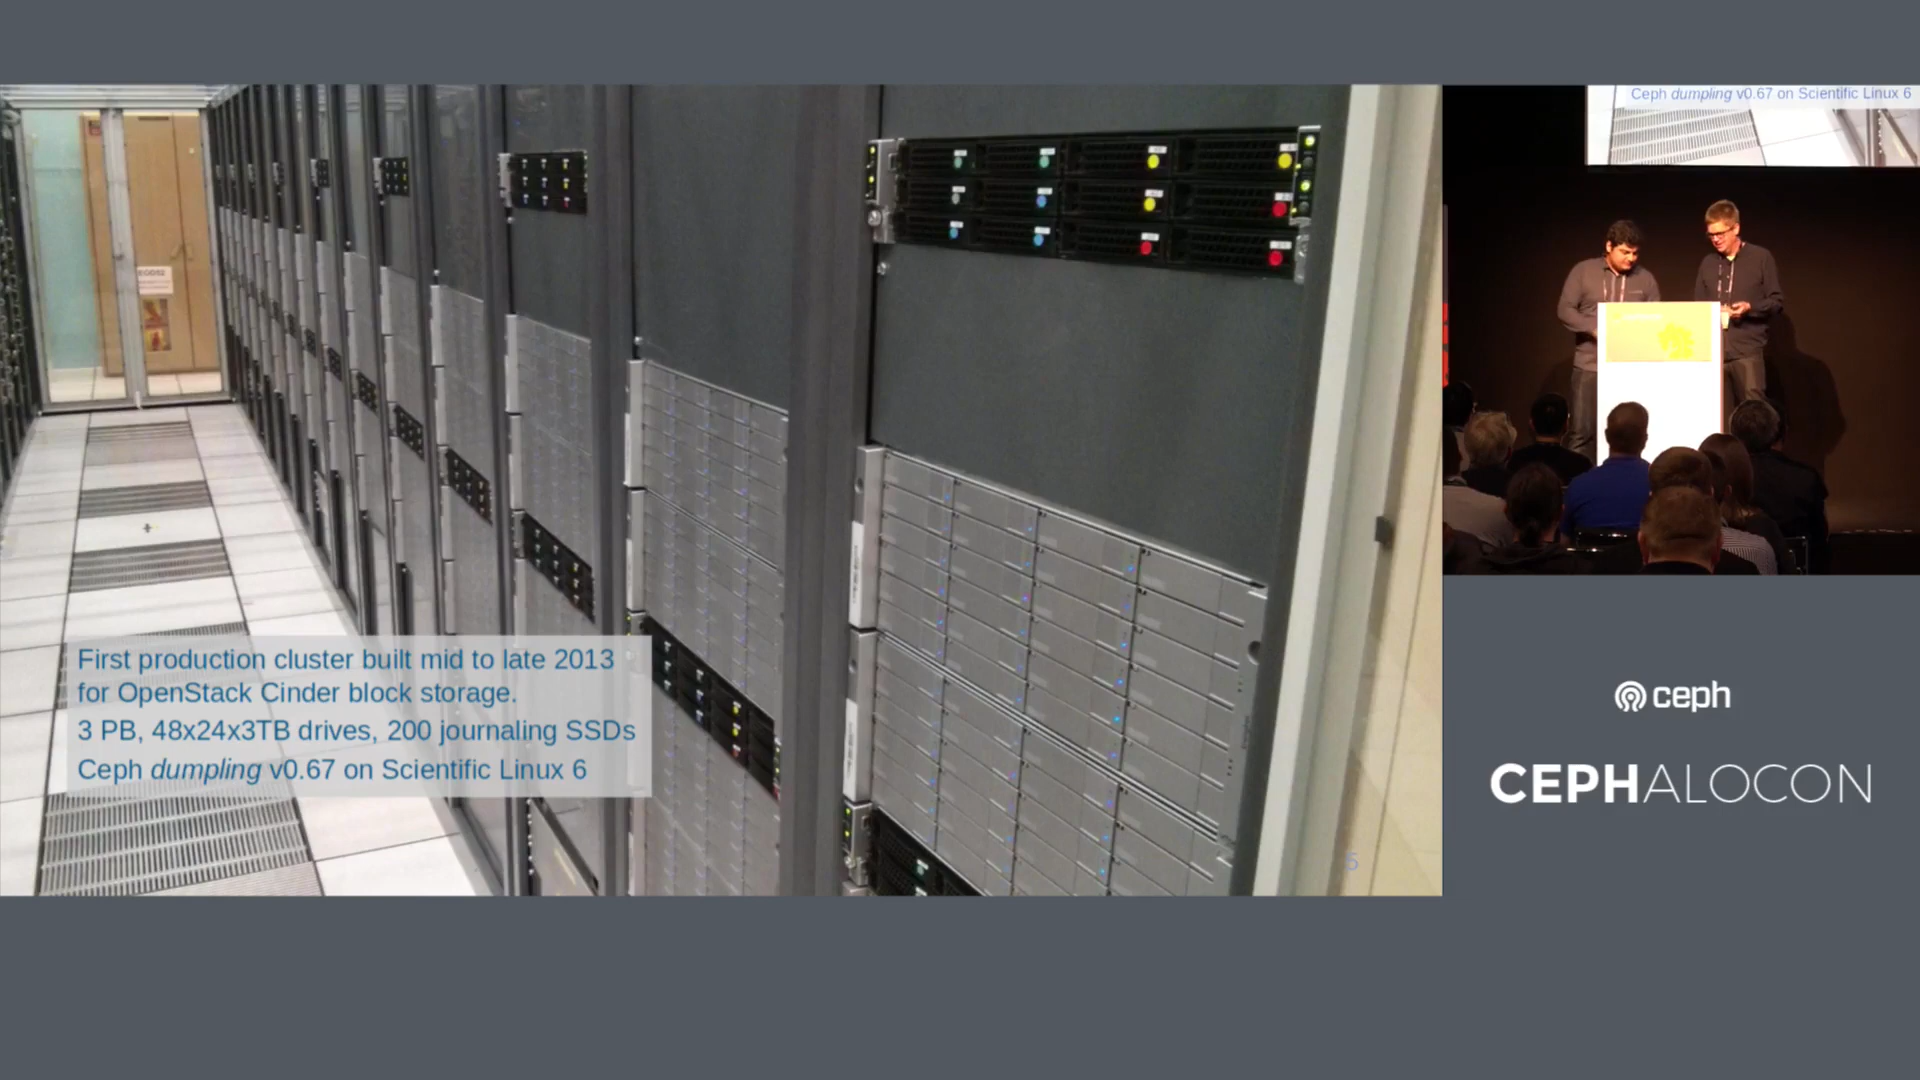 First production cluster built mid to late 2013
for OpenStack Cinder block storage.
3 PB, 48x24x3TB drives, 200 journaling SSDs
Ceph dumpling v0.67 on Scientific Linux 6
5
Ceph dumpling v0.67 on Scientific Linux 6
ceph
CEPHALOCON